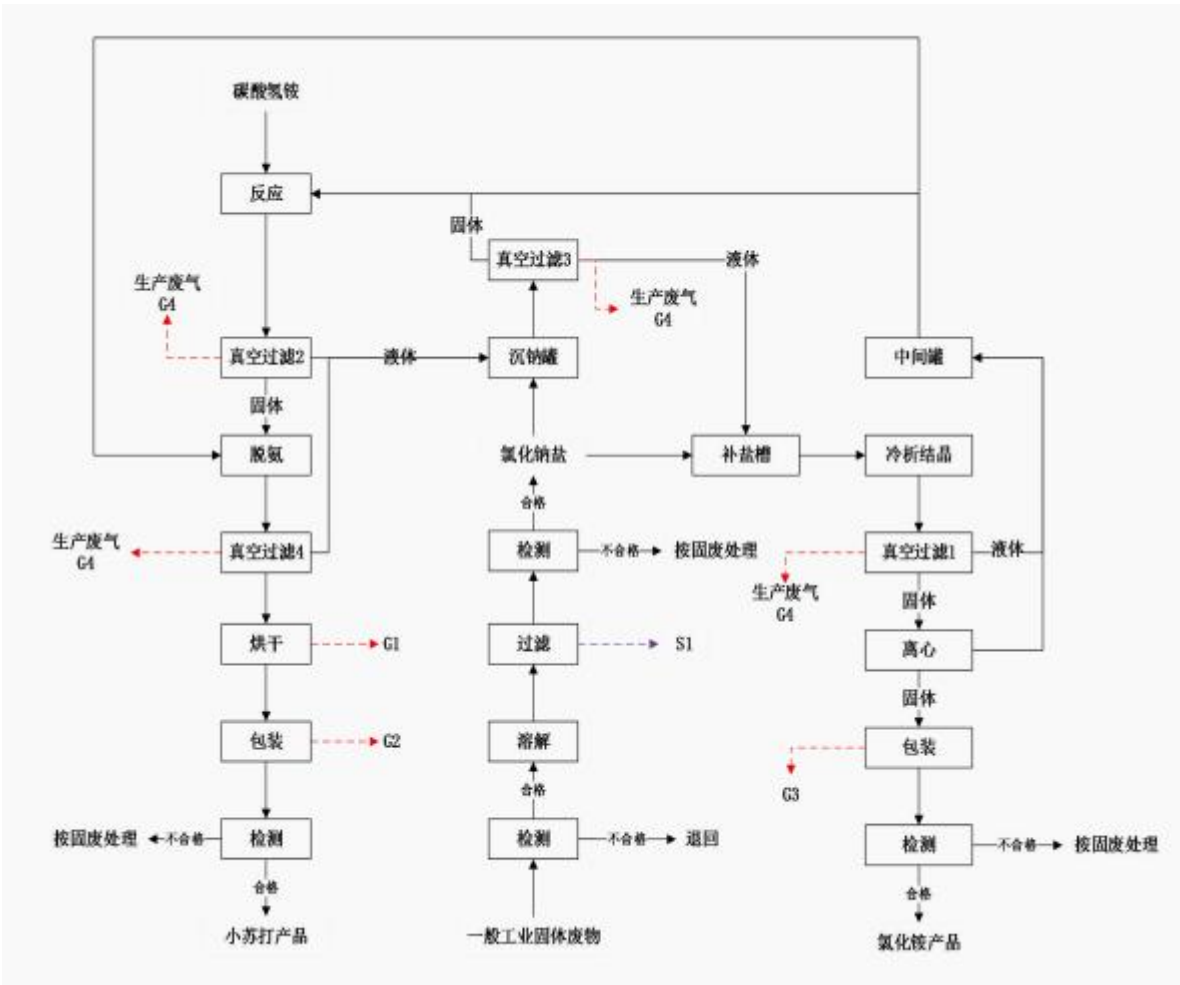 碳酸氢铵
反应
固体
真空过滤3
液体
生产废气
G4
生产废气
G4
真空过滤2
液体
沉钠罐
中间罐
固体
脱氨
氯化钠盐
补盐槽
冷析结晶
合格
生产废气
G4
真空过滤4
检测
不合格
按固废处理
真空过滤1
液体
生产废气
G4
固体
烘干
G1
过滤
S1
离心
固体
包装
G2
溶解
包装
G3
合格
按固废处理
不合格
检测
检测
不合格
退回
检测
不合格
按固废处理
合格
合格
小苏打产品
一般工业固体废物
氯化铵产品